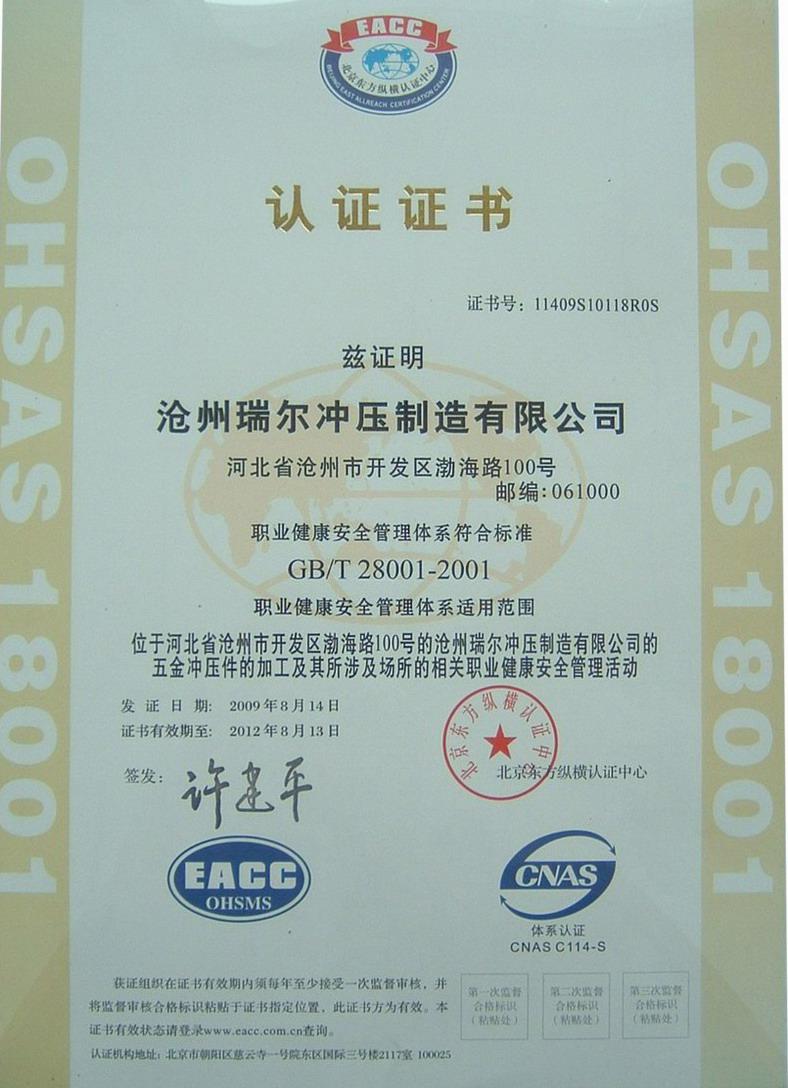 EACC
北京东方纵横认证中心
BEIJING EAST ALLREACH CERTIFICATION CENTER
OHSAS 18001
OHSAS 18001
认证证书
证书号：11409S10118R0S
兹证明
沧州瑞尔冲压制造有限公司
河北省沧州市开发区渤海路100号
邮编:061000
职业健康安全管理体系符合标准
GB/T 28001-2001
职业健康安全管理体系适用范围
位于河北省沧州市开发区渤海路100号的沧州瑞尔冲压制造有限公司的
五金冲压件的加工及其所涉及场所的相关职业健康安全管理活动
发证日期: 2009年8月14日
证书有效期至: 2012年8月13日
签发: 许建平
北京东方纵横认证中心
北京东方纵横认证中心
EACC
OHSMS
CNAS
体系认证
CNAS C114-S
获证组织在证书有效期内须每年至少接受一次监督审核，并
将监督审核合格标识粘贴于证书指定位置，此证书方为有效。本
证书有效状态请登录www.eacc.com.cn查询。
第一次监督
合格标识
（粘贴处）
第二次监督
合格标识
（粘贴处）
第三次监督
合格标识
（粘贴处）
认证机构地址: 北京市朝阳区慈云寺一号院东区国际三号楼2117室 100025